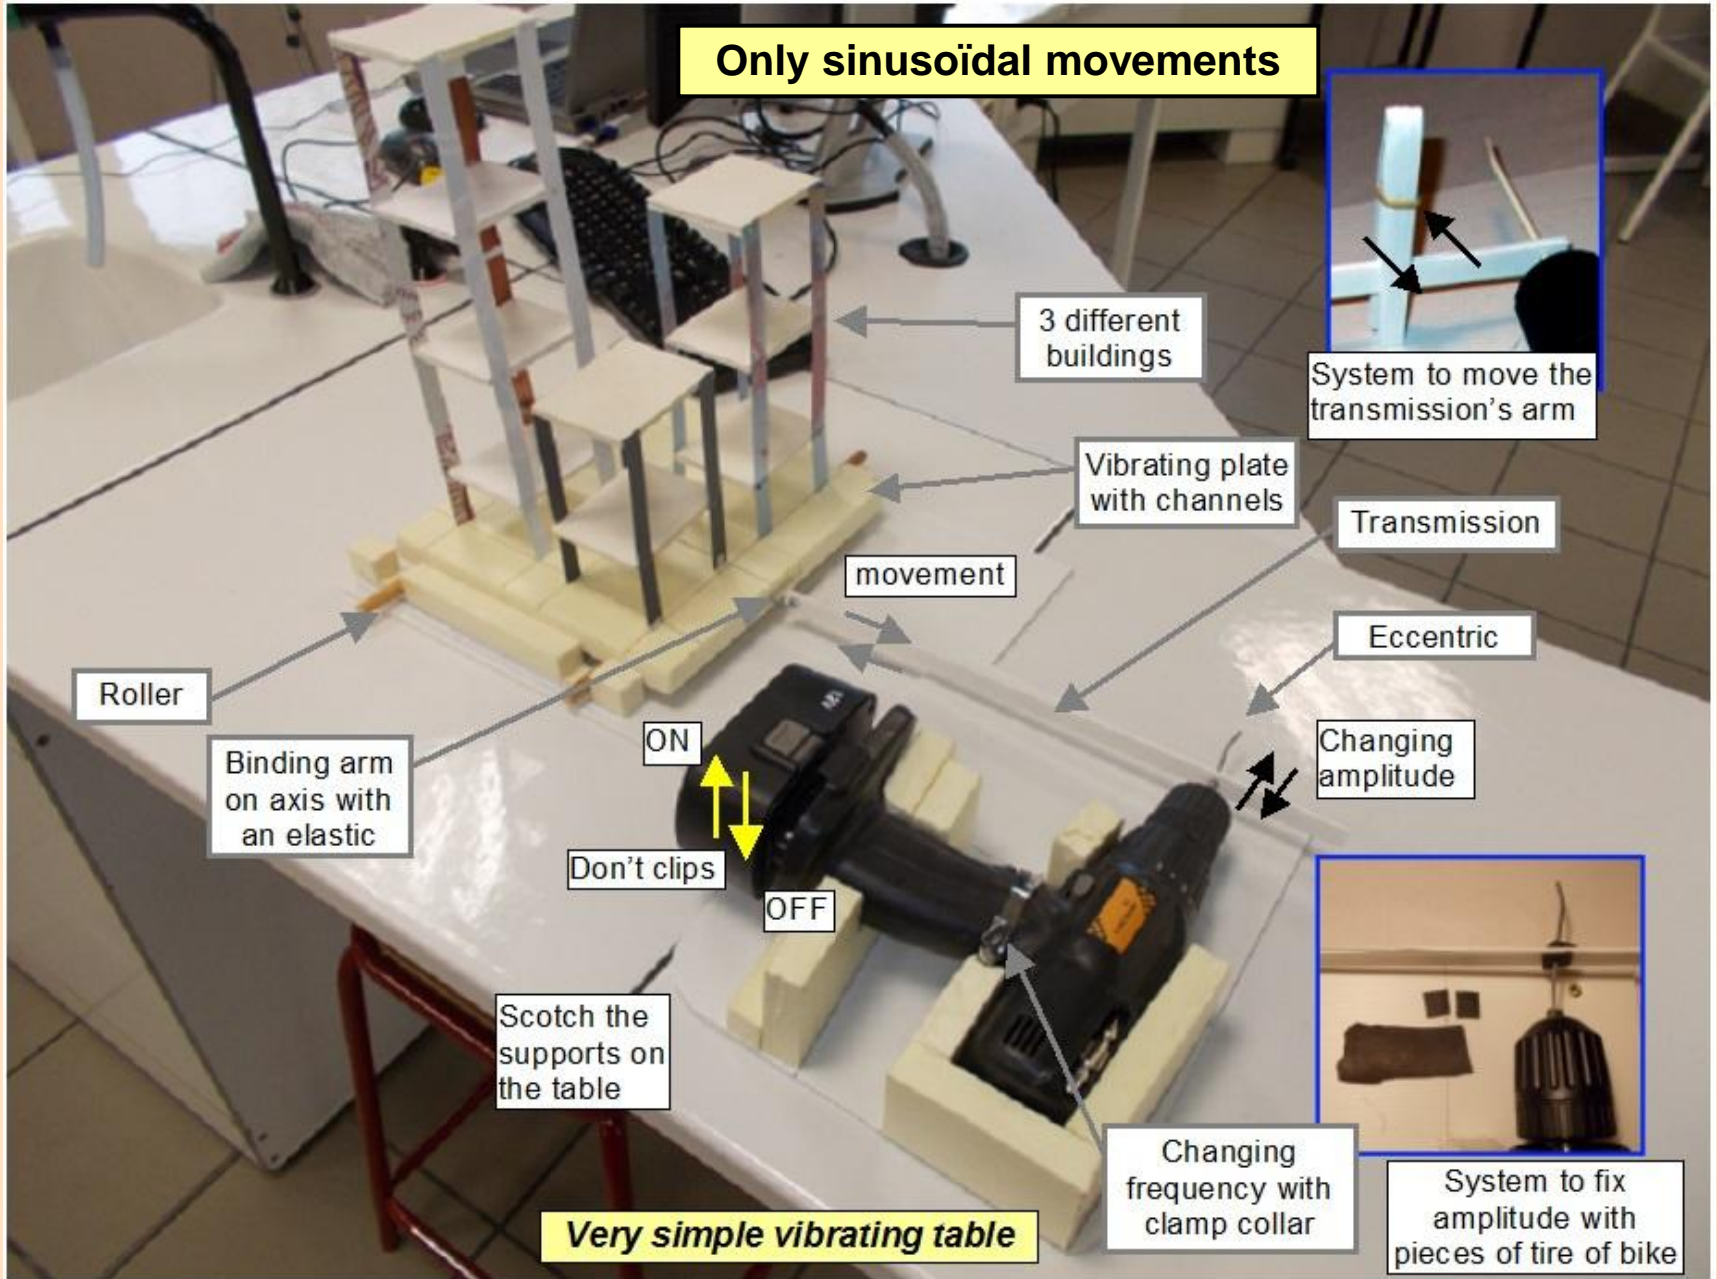 Only sinusoïdal movements
3 different
buildings
System to move the
transmission's arm
Vibrating plate
with channels
Transmission
movement
Eccentric
Roller
ON
Changing
amplitude
Binding arm
on axis with
an elastic
Don't clips
OFF
Scotch the
supports on
the table
Changing
frequency with
clamp collar
System to fix
amplitude with
pieces of tire of bike
Very simple vibrating table